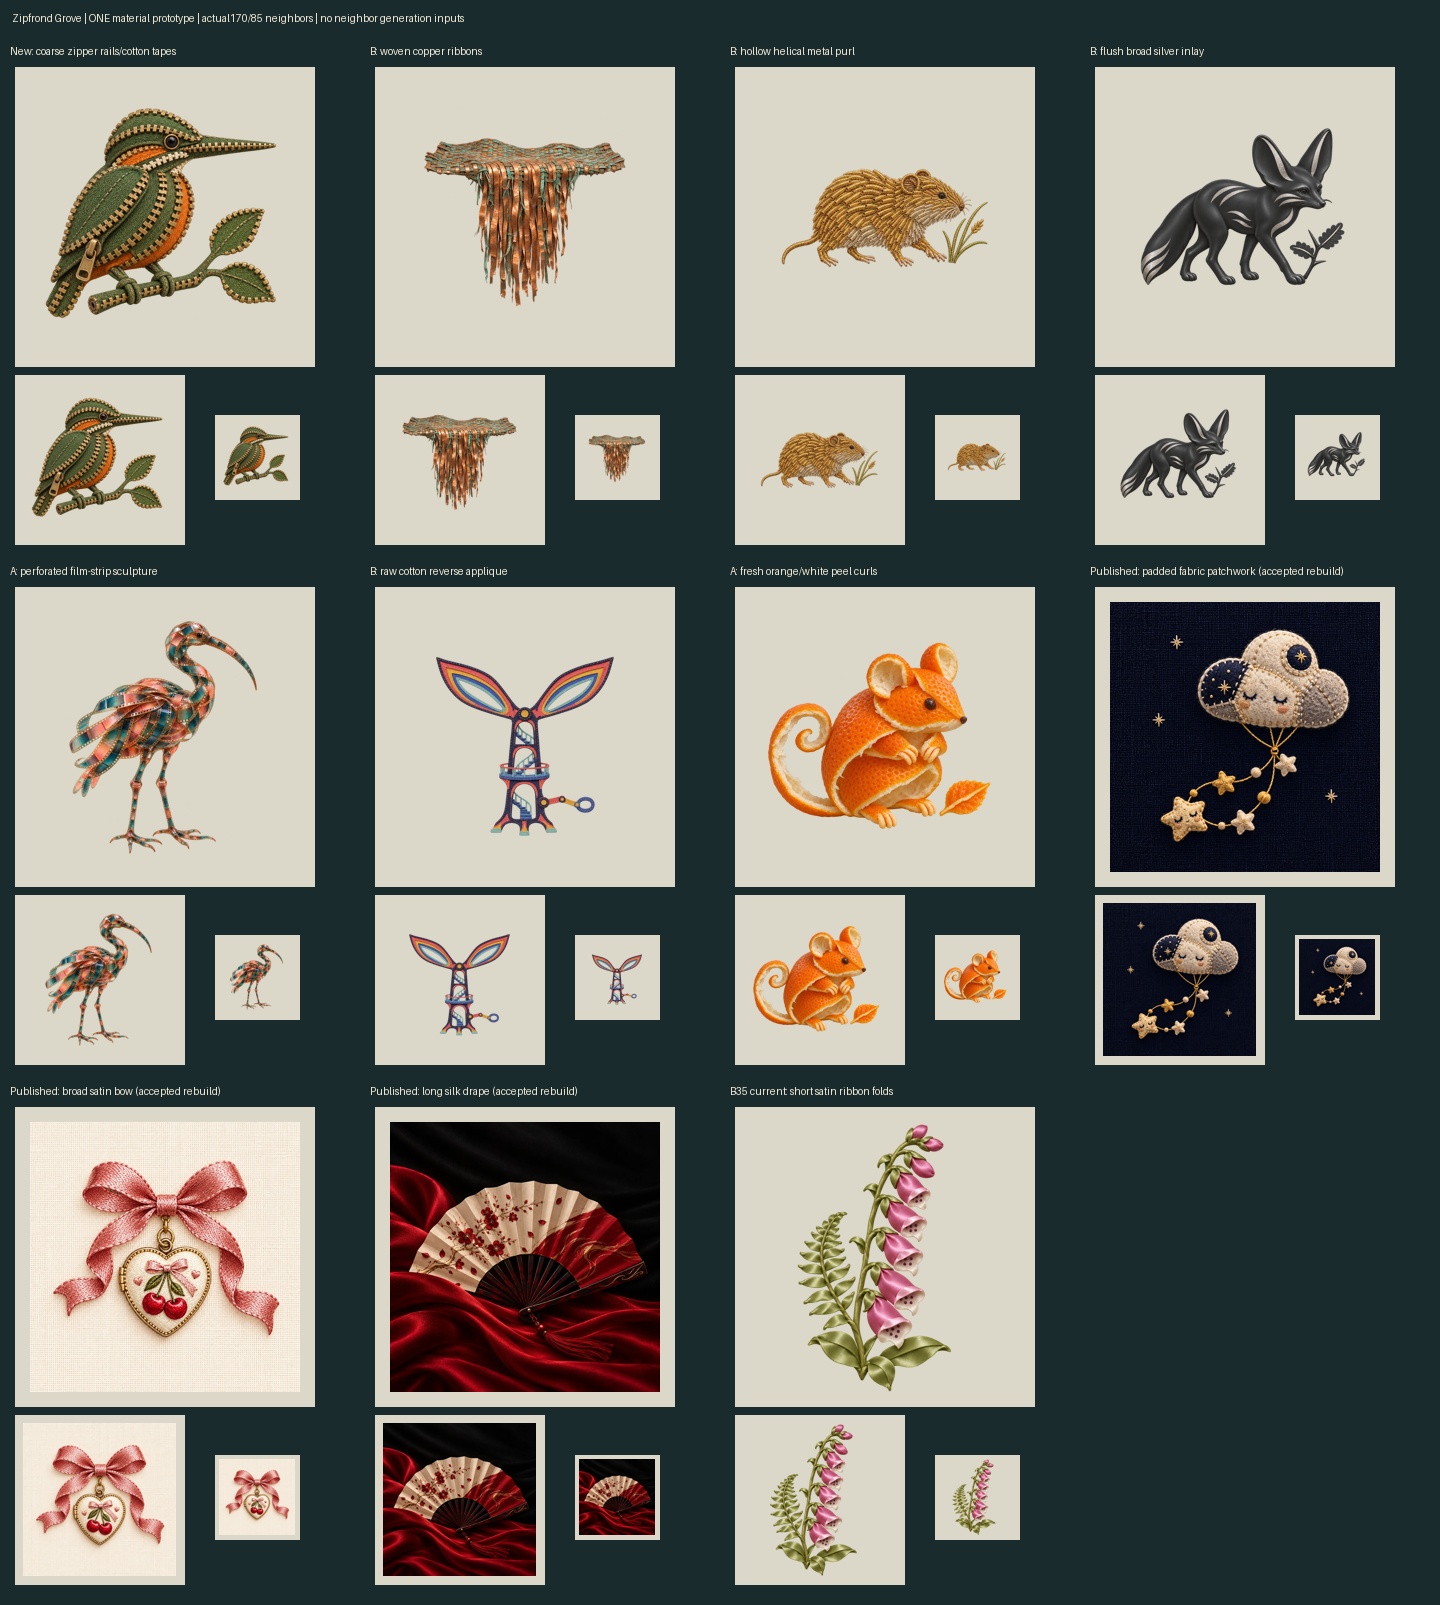 Zipfrond Grove | ONE material prototype | actual170/85 neighbors | no neighbor generation inputs
New: coarse zipper rails/cotton tapes
B: woven copper ribbons
B: hollow helical metal purl
B: flush broad silver inlay
A: perforated film-strip sculpture
B: raw cotton reverse applique
A: fresh orange/white peel curls
Published: padded fabric patchwork (accepted rebuild)
Published: broad satin bow (accepted rebuild)
Published: long silk drape (accepted rebuild)
B35 current: short satin ribbon folds